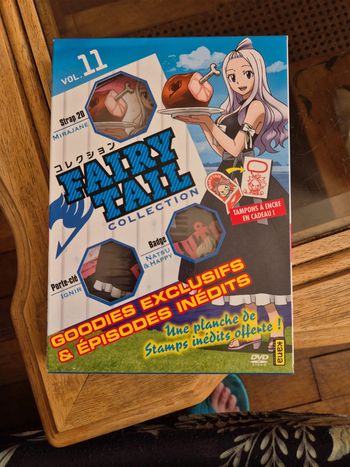 VOL. 11
Strap 2D
MIRAJANE
コレクション
FAIRY
TAIL
COLLECTION
TAMPONS À ENCRE
EN CADEAU !
Badge
NATSU
& HAPPY
Porte-clé
IGNIR
GOODIES EXCLUSIFS
& ÉPISODES INÉDITS
Une planche de
Stamps inédits offerte !
DVD
KANA